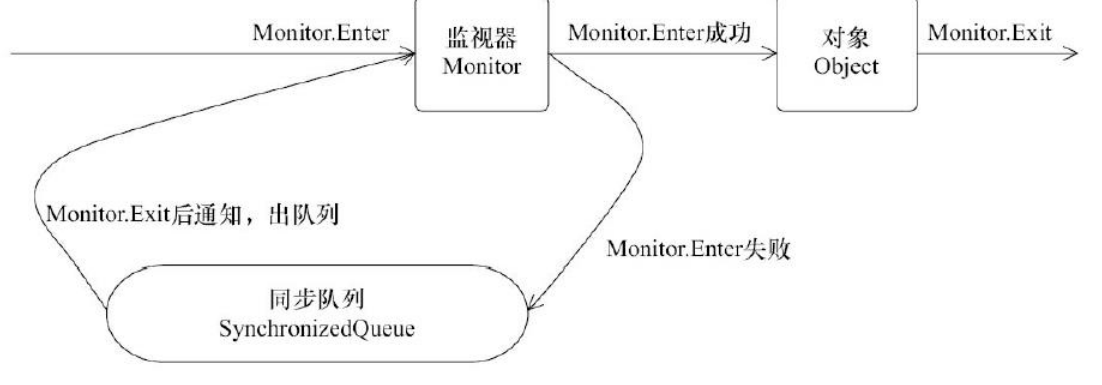 Monitor.Enter
监视器
Monitor
Monitor.Enter成功
对象
Object
Monitor.Exit
Monitor.Exit后通知，出队列
Monitor.Enter失败
同步队列
SynchronizedQueue